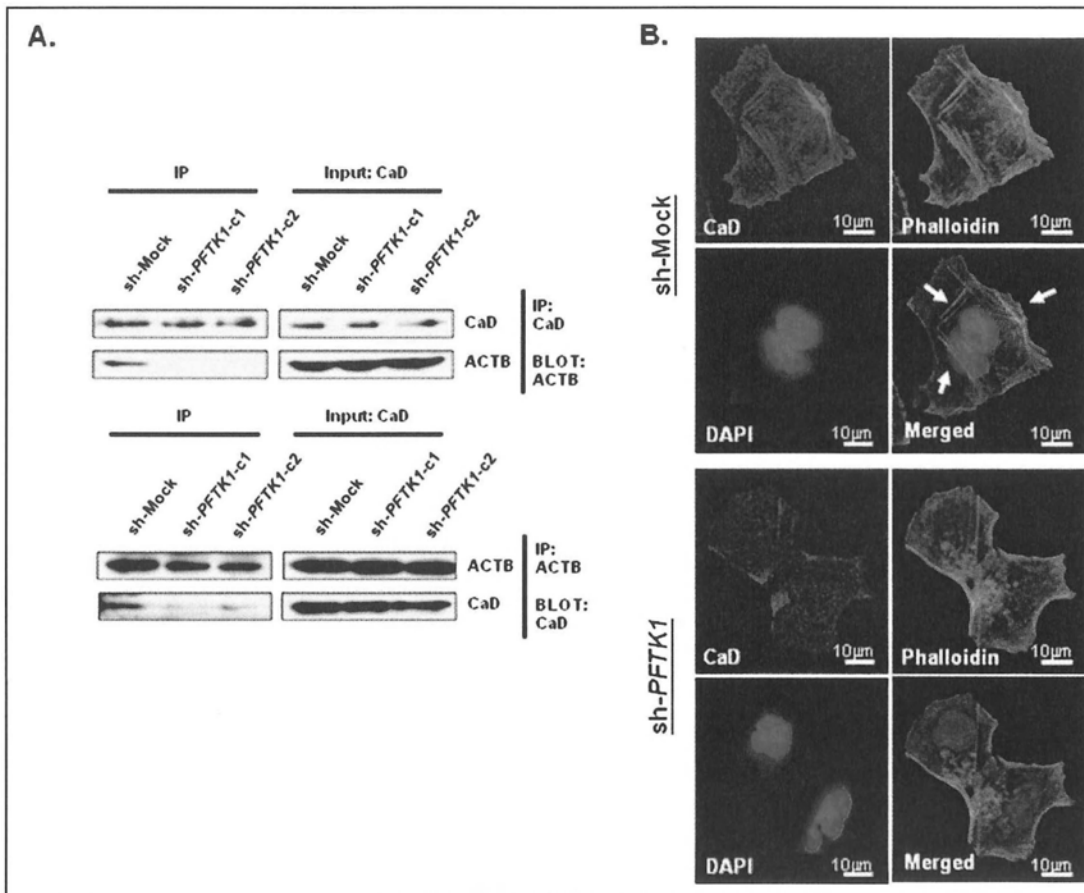 A.
IP Input: CaD
sh-Mock sh-PFTK1-c1 sh-PFTK1-c2 sh-Mock sh-PFTK1-c1 sh-PFTK1-c2
CaD
ACTB
IP:
CaD
BLOT:
ACTB
IP Input: CaD
sh-Mock sh-PFTK1-c1 sh-PFTK1-c2 sh-Mock sh-PFTK1-c1 sh-PFTK1-c2
ACTB
CaD
IP:
ACTB
BLOT:
CaD
B.
sh-Mock
CaD 10µm
Phalloidin 10µm
DAPI 10µm
Merged 10µm
sh-PFTK1
CaD 10µm
Phalloidin 10µm
DAPI 10µm
Merged 10µm